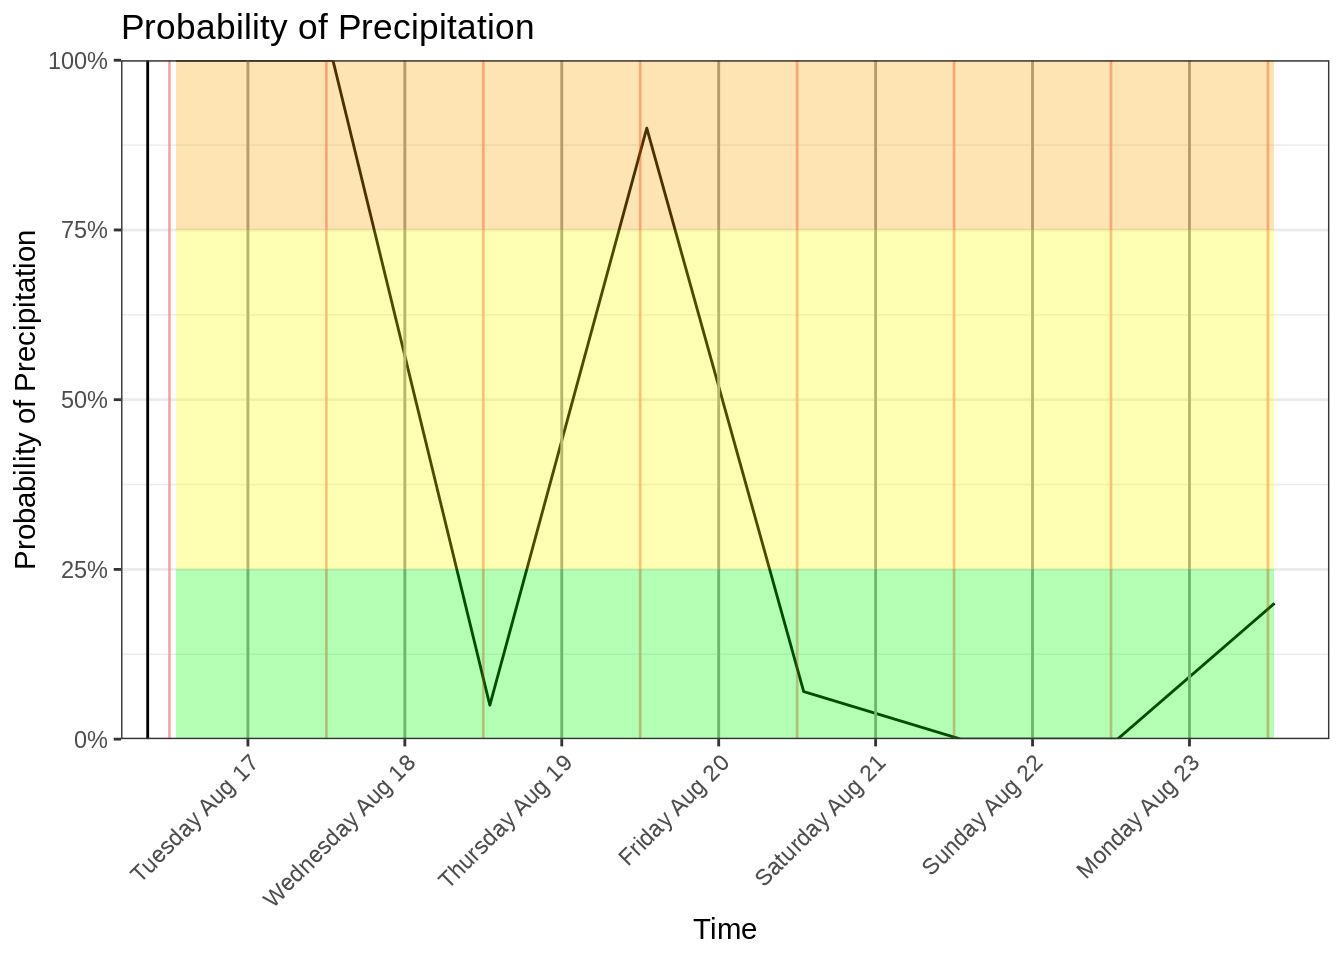 Probability of Precipitation
Probability of Precipitation
100%
75%
50%
25%
0%
Tuesday Aug 17
Wednesday Aug 18
Thursday Aug 19
Friday Aug 20
Saturday Aug 21
Sunday Aug 22
Monday Aug 23
Time